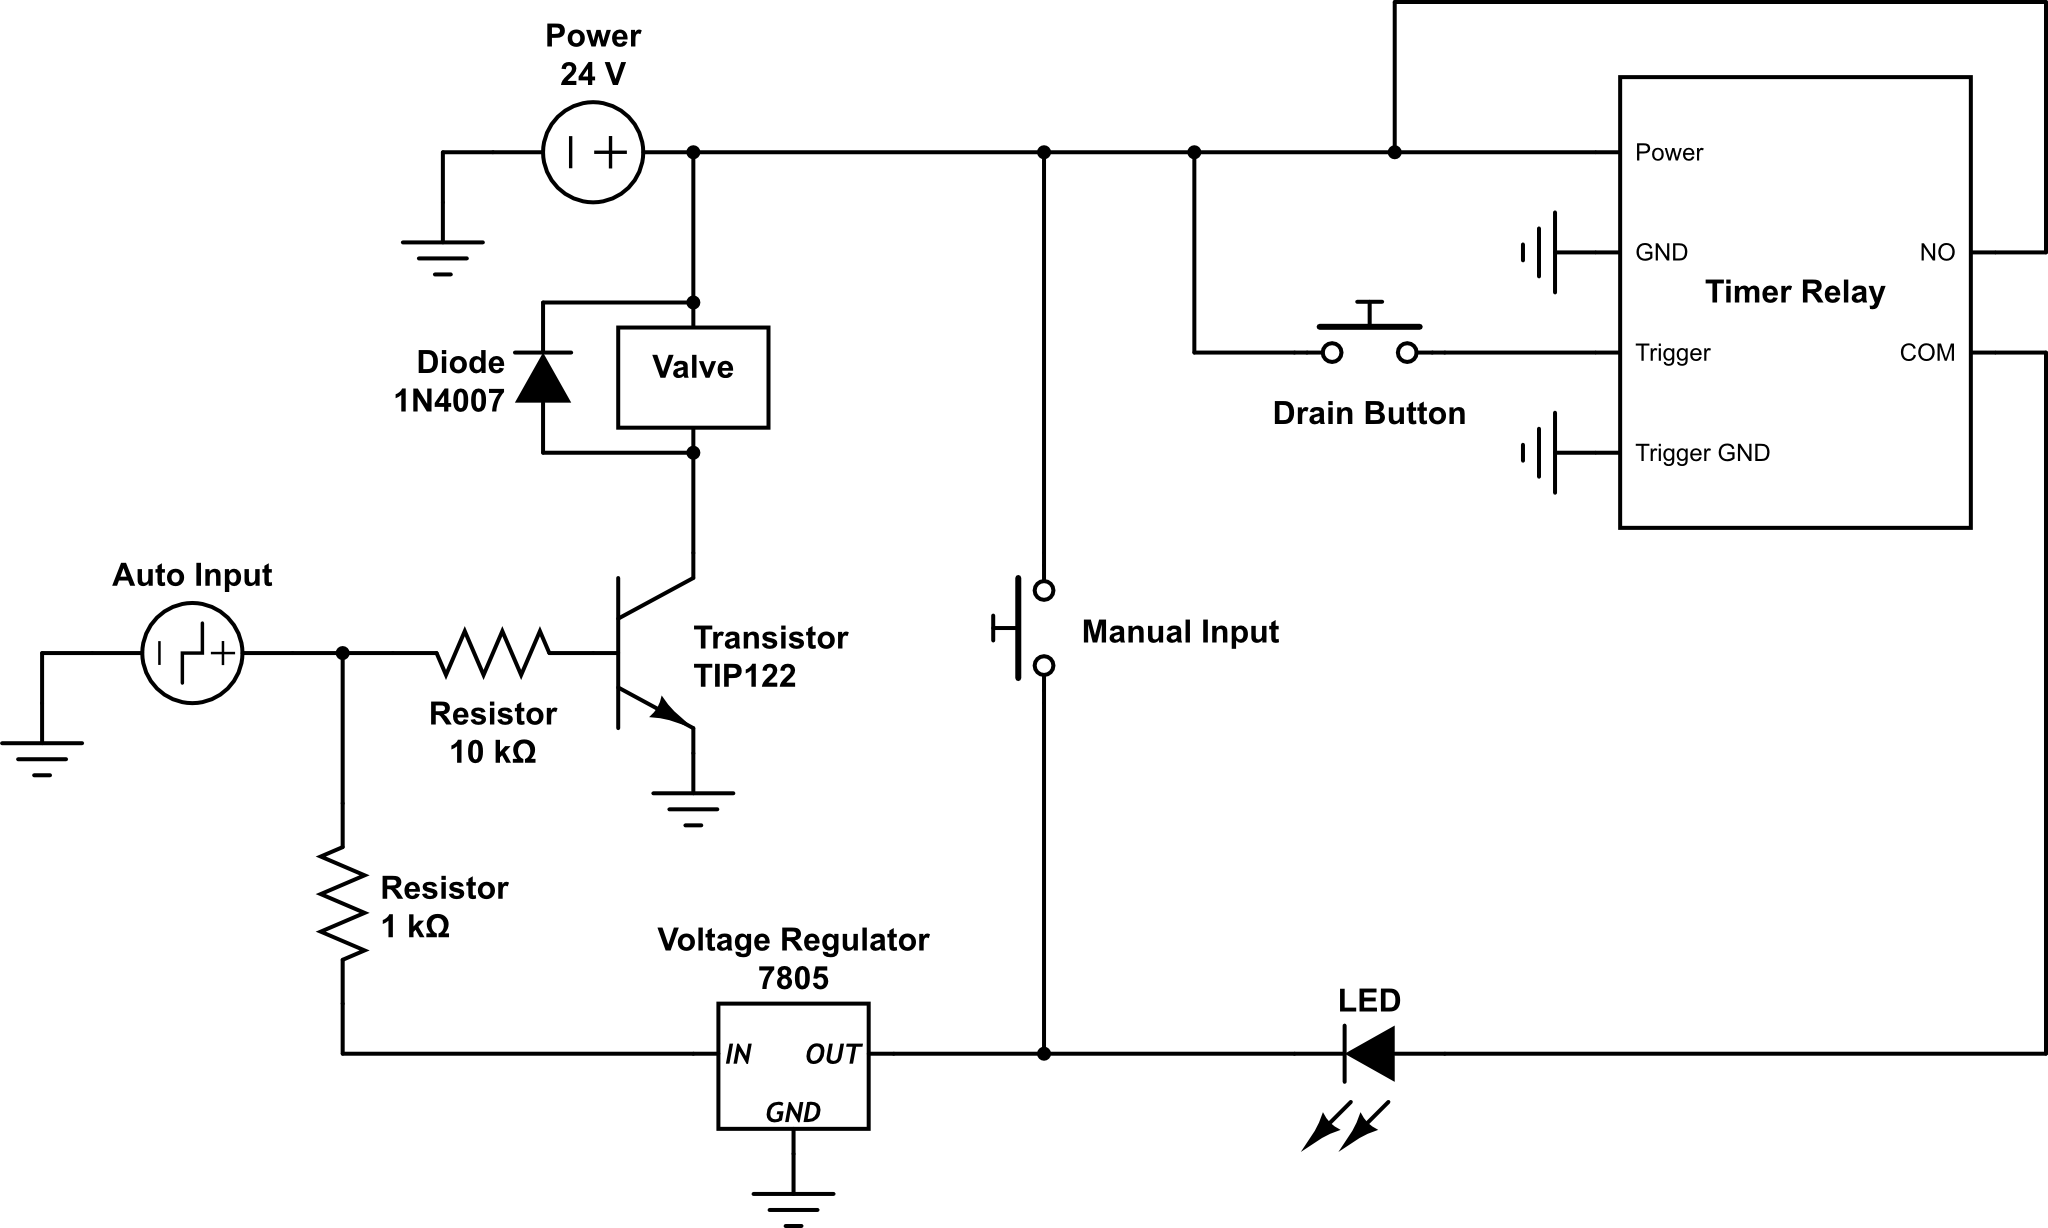 Power
24 V
Power
GND
NO
Timer Relay
Trigger
COM
Trigger GND
Diode
1N4007
Valve
Drain Button
Auto Input
Transistor
TIP122
Manual Input
Resistor
10 kΩ
Resistor
1 kΩ
Voltage Regulator
7805
IN
OUT
GND
LED